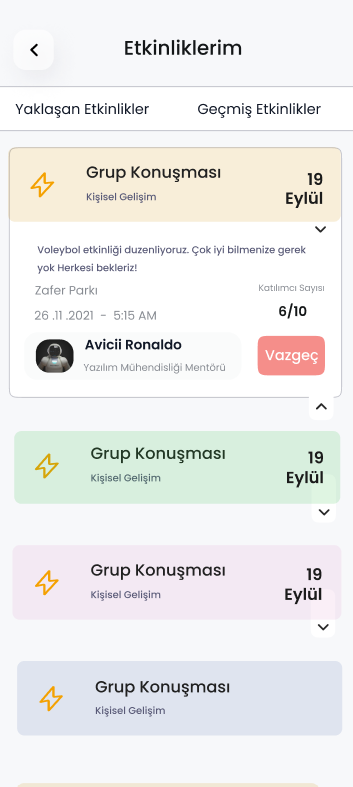 Etkinliklerim
Yaklaşan Etkinlikler
Geçmiş Etkinlikler
Grup Konuşması
Kişisel Gelişim
19
Eylül
Voleybol etkinliği duzenliyoruz. Çok iyi bilmenize gerek
yok Herkesi bekleriz!
Zafer Parkı
Katılımcı Sayısı
26 .11 .2021 - 5:15 AM
6/10
Avicii Ronaldo
Yazılım Mühendisliği Mentörü
Vazgeç
Grup Konuşması
Kişisel Gelişim
19
Eylül
Grup Konuşması
Kişisel Gelişim
19
Eylül
Grup Konuşması
Kişisel Gelişim